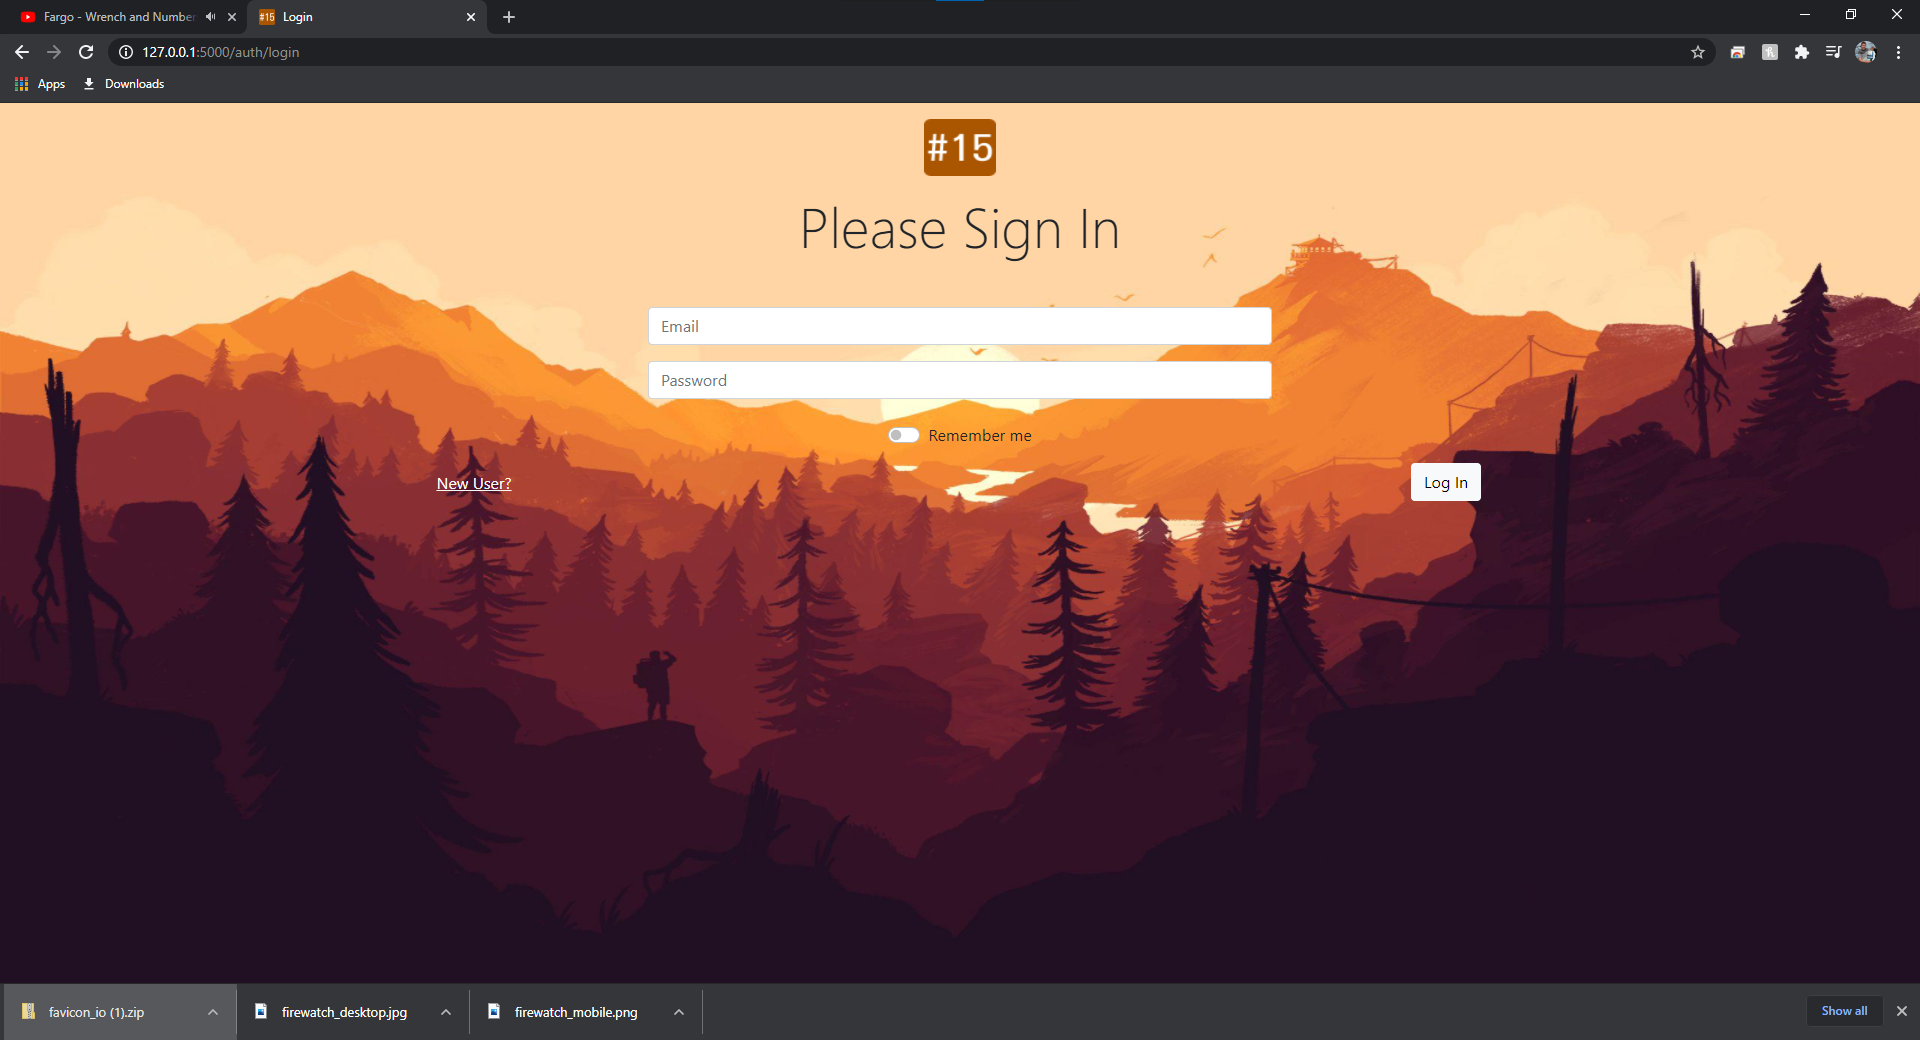 Fargo - Wrench and Number
#15 Login
127.0.0.1:5000/auth/login
Apps Downloads
#15
Please Sign In
Email
Password
Remember me
New User? Log In
favicon_io (1).zip firewatch_desktop.jpg firewatch_mobile.png Show all